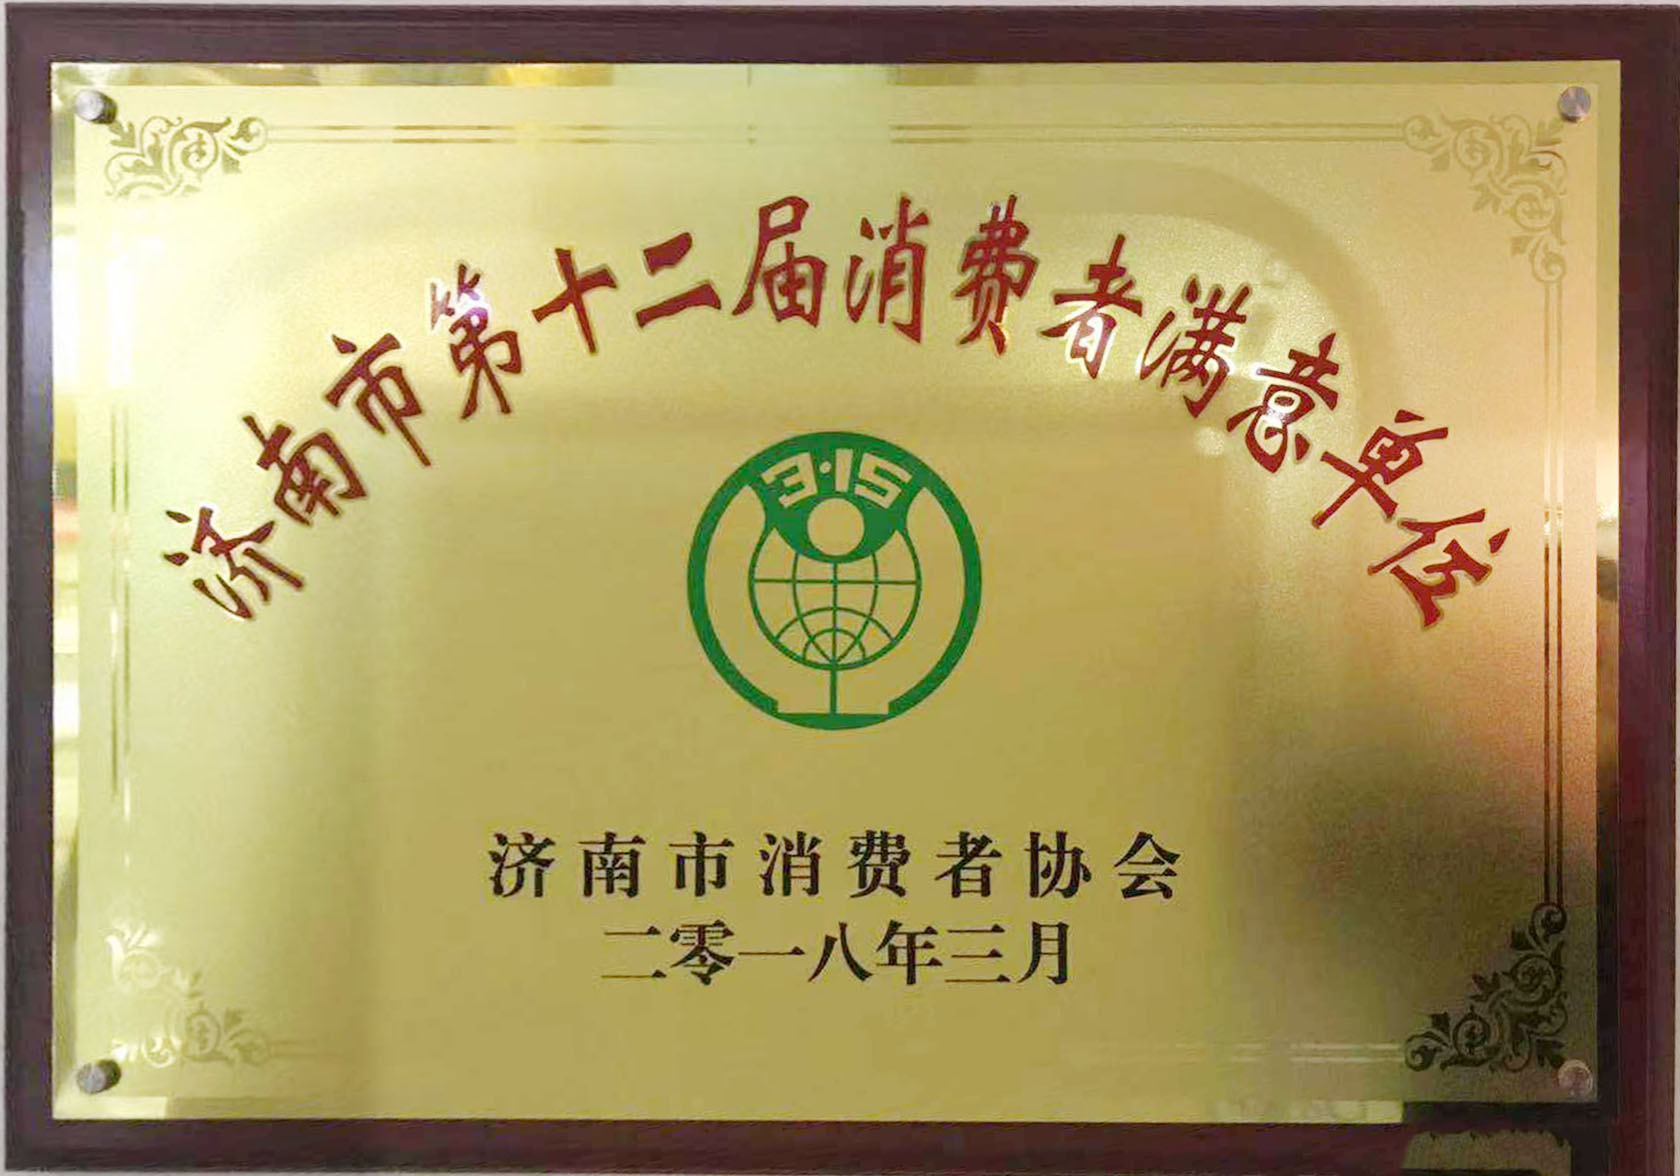 济南市第十二届消费者满意单位
3·15
济南市消费者协会
二零一八年三月